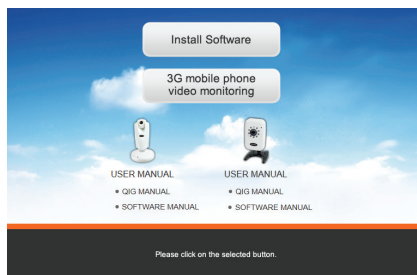 Install Software
3G mobile phone
video monitoring
USER MANUAL
• QIG MANUAL
• SOFTWARE MANUAL
USER MANUAL
• QIG MANUAL
• SOFTWARE MANUAL
Please click on the selected button.